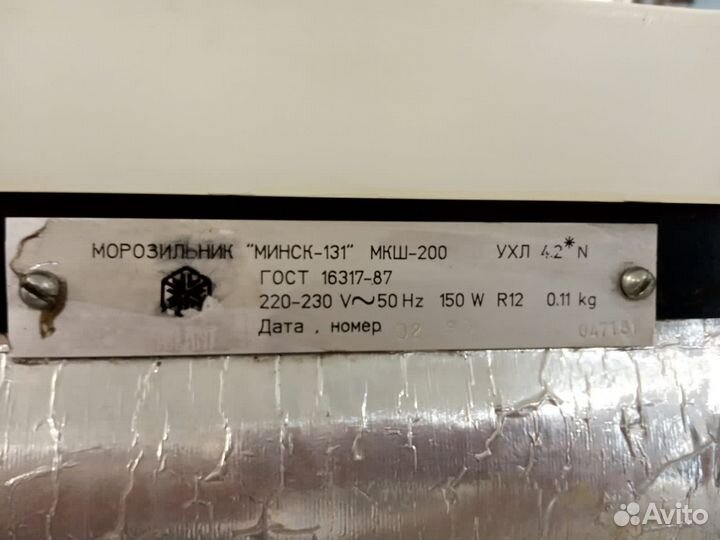 МОРОЗИЛЬНИК "МИНСК-131" МКШ-200 УХЛ 4.2* N
ГОСТ 16317-87
220-230 V~50 Hz 150 W R12 0.11 kg
Дата , номер 02
Avito